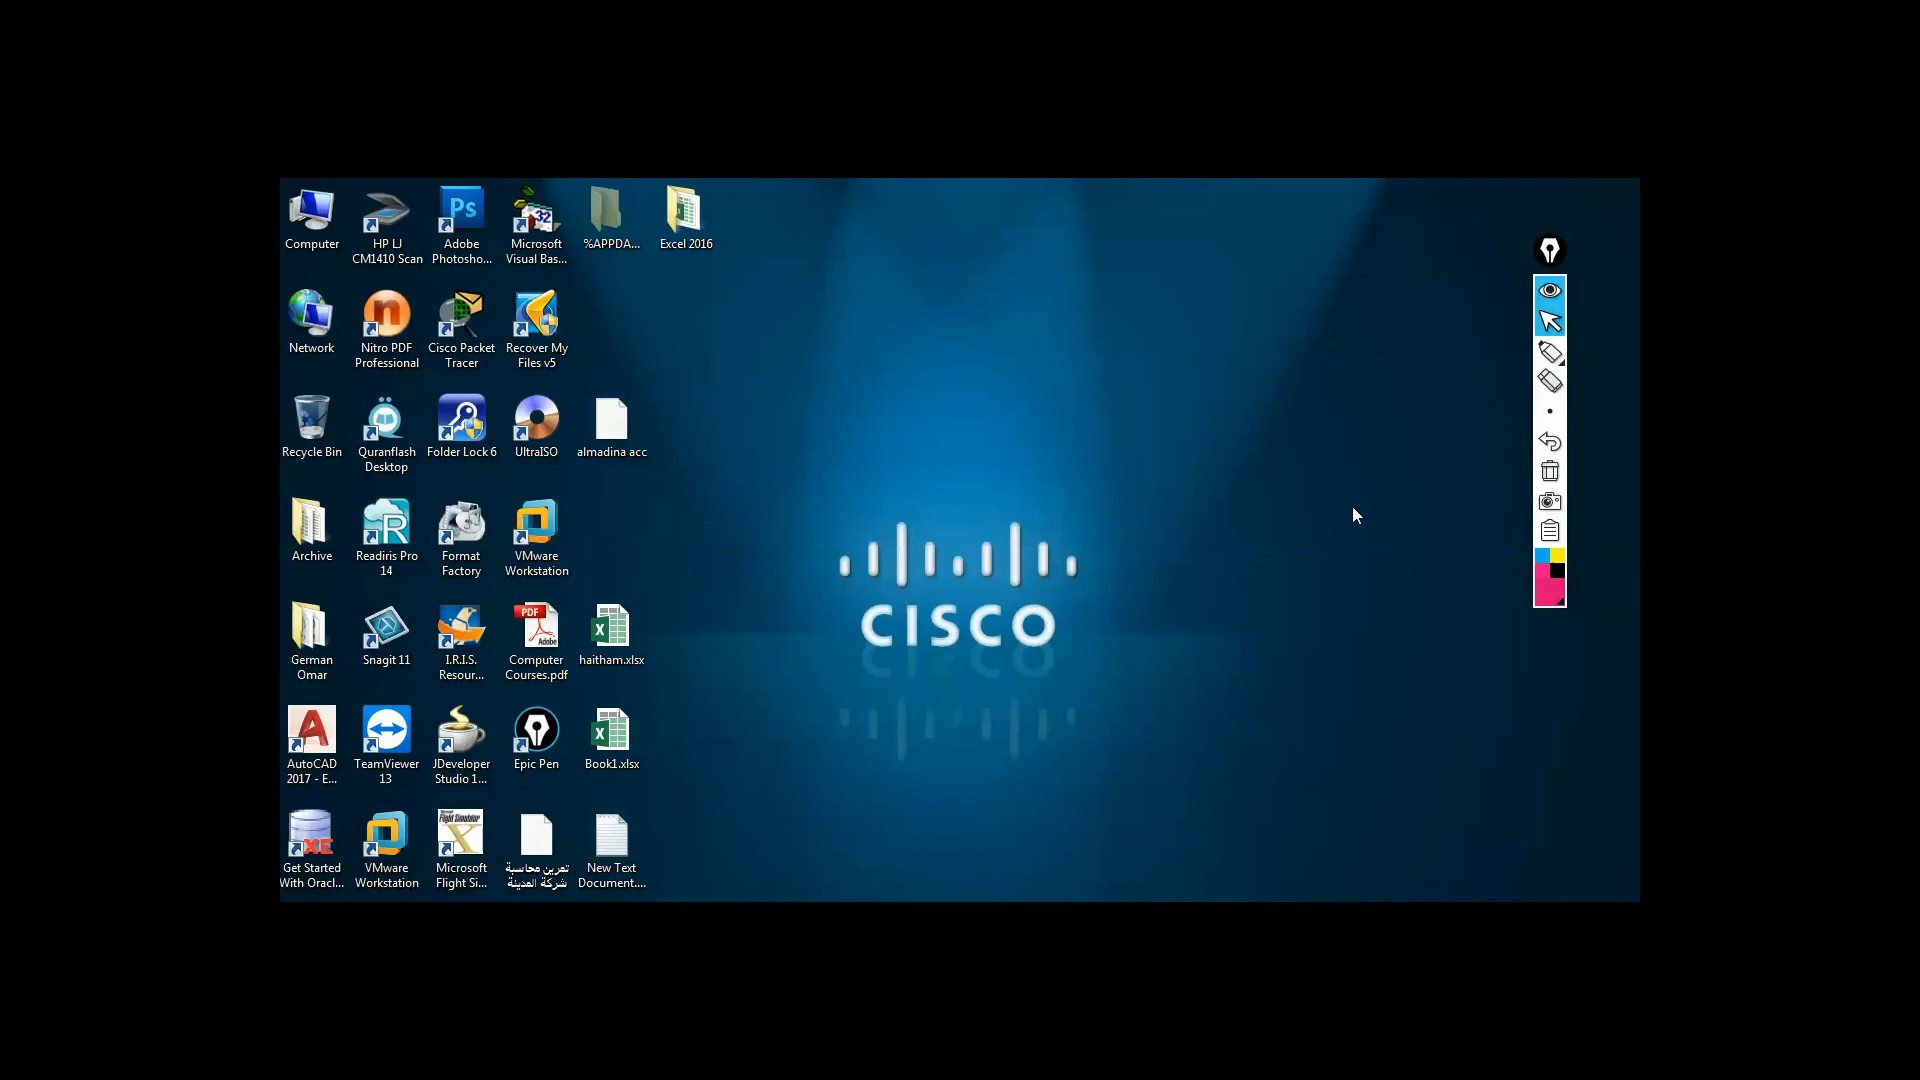 Computer
HP LJ
CM1410 Scan
Adobe
Photosho...
Microsoft
Visual Bas...
%APPDA...
Excel 2016
Network
Nitro PDF
Professional
Cisco Packet
Tracer
Recover My
Files v5
Recycle Bin
Quranflash
Desktop
Folder Lock 6
UltraISO
almadina acc
Archive
Readiris Pro
14
Format
Factory
VMware
Workstation
CISCO
German
Omar
Snagit 11
I.R.I.S.
Resour...
Computer
Courses.pdf
haitham.xlsx
AutoCAD
2017 - E...
TeamViewer
13
JDeveloper
Studio 1...
Epic Pen
Book1.xlsx
Get Started
With Oracl...
VMware
Workstation
Microsoft
Flight Si...
تمرين محاسبة
شركة المدينة
New Text
Document....